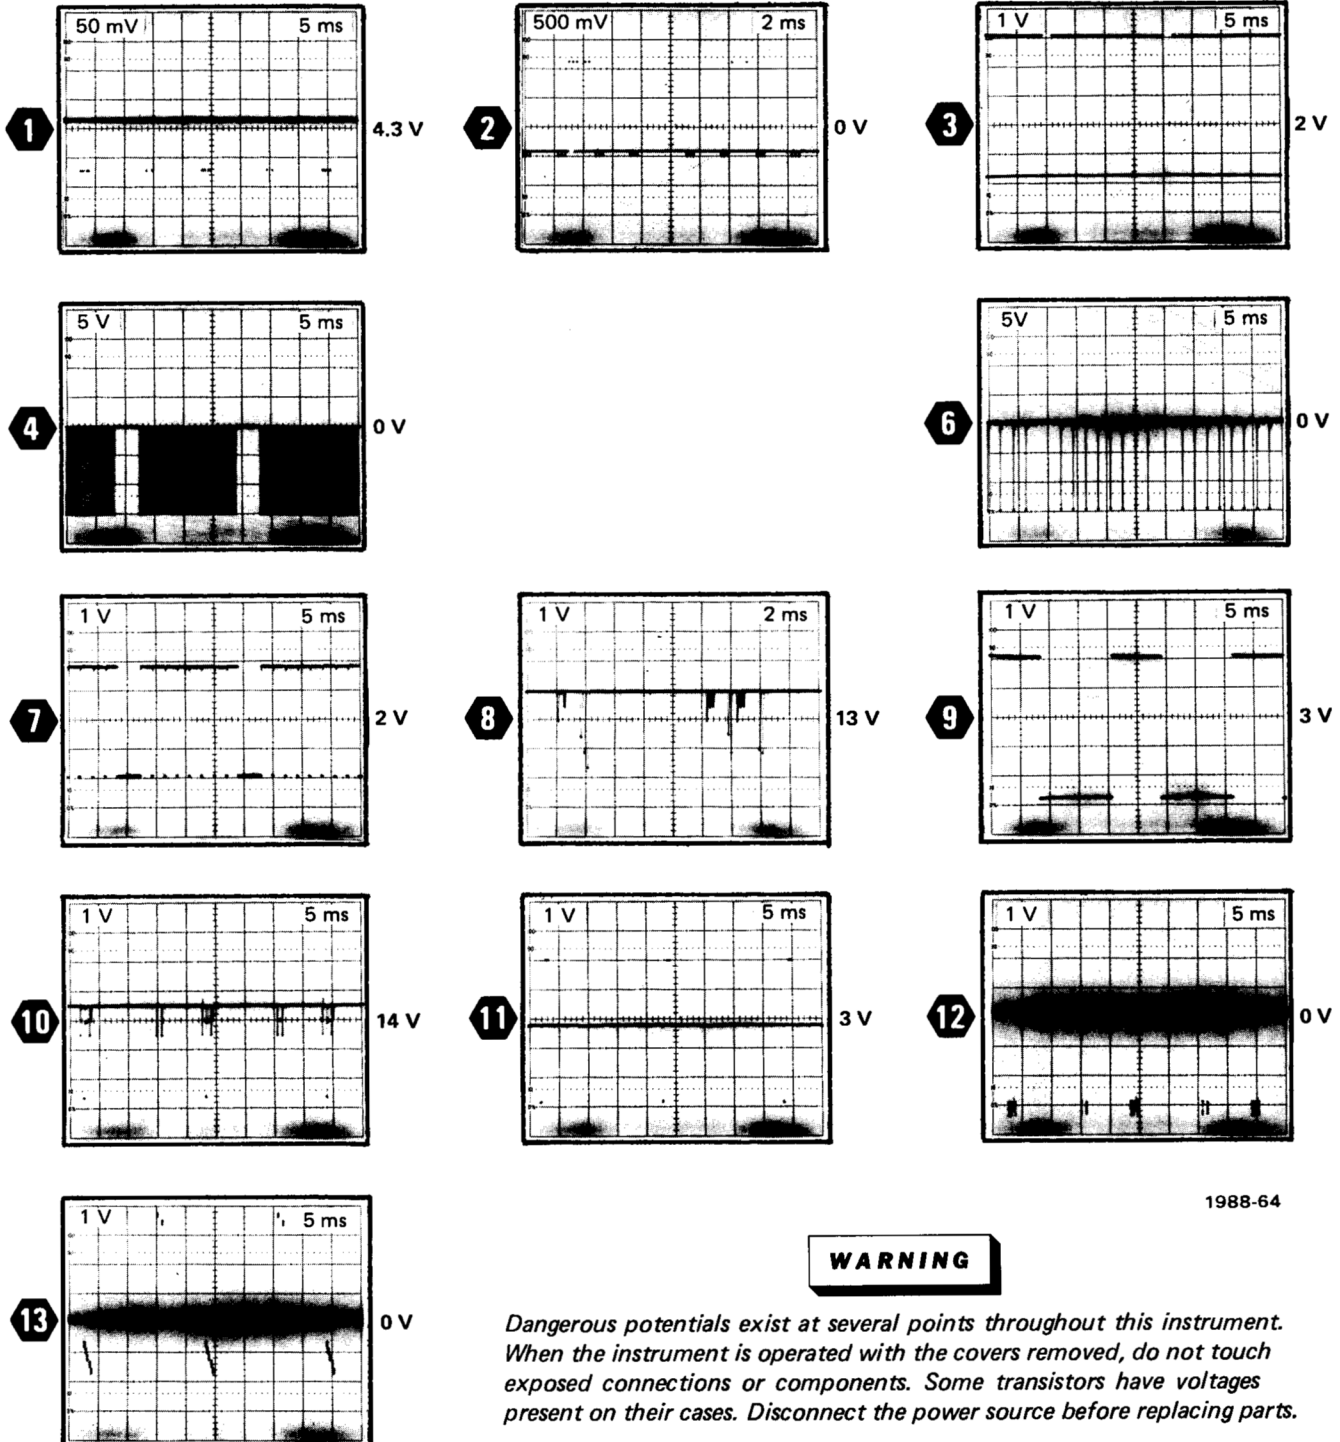 50 mV 5 ms
1 4.3 V
500 mV 2 ms
2 0 V
1 V 5 ms
3 2 V
5 V 5 ms
4 0 V
5V 5 ms
6 0 V
1 V 5 ms
7 2 V
1 V 2 ms
8 13 V
1 V 5 ms
9 3 V
1 V 5 ms
10 14 V
1 V 5 ms
11 3 V
1 V 5 ms
12 0 V
1 V 5 ms
13 0 V
1988-64
WARNING
Dangerous potentials exist at several points throughout this instrument.
When the instrument is operated with the covers removed, do not touch
exposed connections or components. Some transistors have voltages
present on their cases. Disconnect the power source before replacing parts.